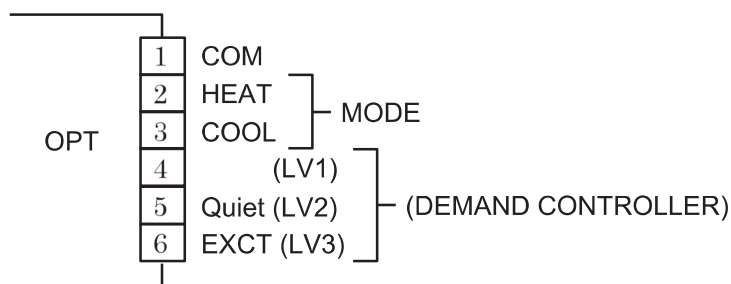 1 COM
2 HEAT
MODE
3 COOL
OPT
4 (LV1)
5 Quiet (LV2)
(DEMAND CONTROLLER)
6 EXCT (LV3)